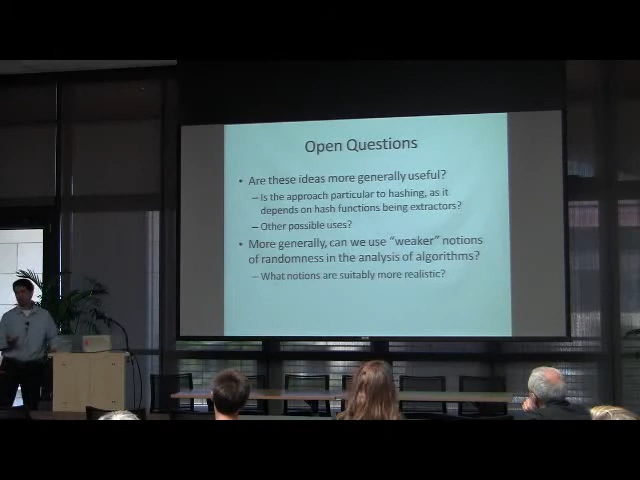 Open Questions
• Are these ideas more generally useful?
– Is the approach particular to hashing, as it
depends on hash functions being extractors?
– Other possible uses?
• More generally, can we use “weaker” notions
of randomness in the analysis of algorithms?
– What notions are suitably more realistic?